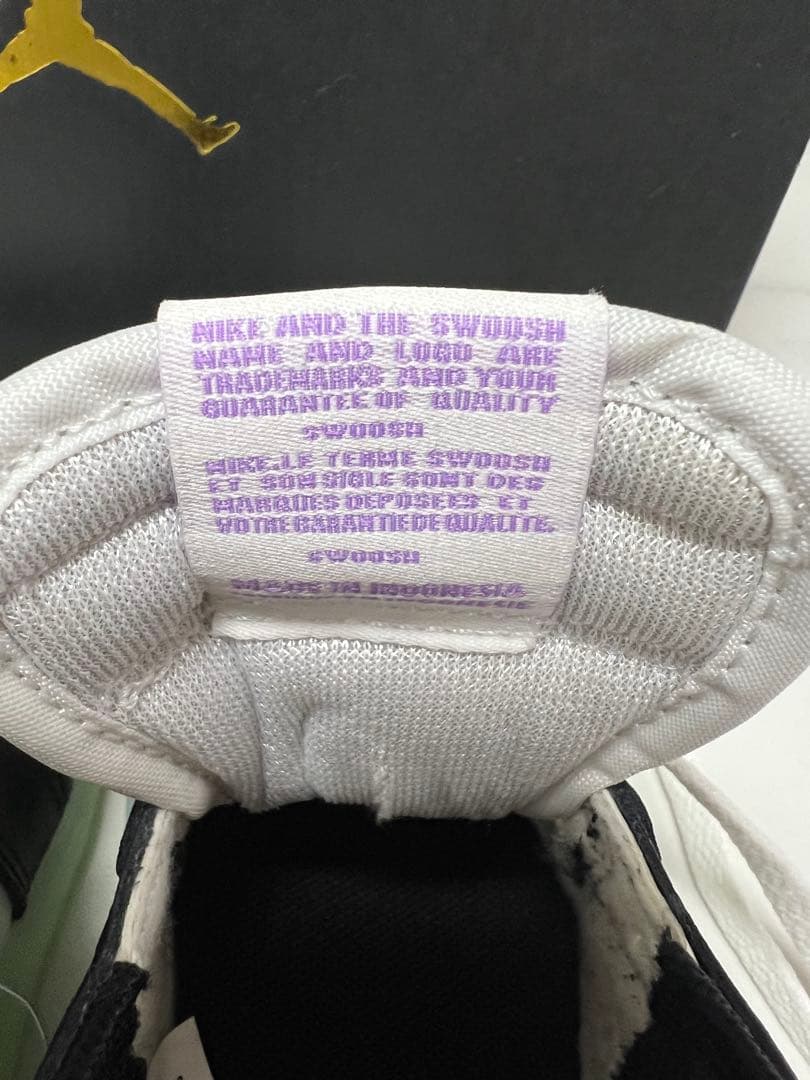 NIKE AND THE SWOOSH
NAME AND LOGO ARE
TRADEMARKS AND YOUR
GUARANTEE OF QUALITY
SWOOSH
NIKE.LE TERME SWOOSH
ET SON SIGLE SONT DES
MARQUES DEPOSEES ET
VOTRE GARANTIE DE QUALITE.
SWOOSH
MADE IN INDONESIA